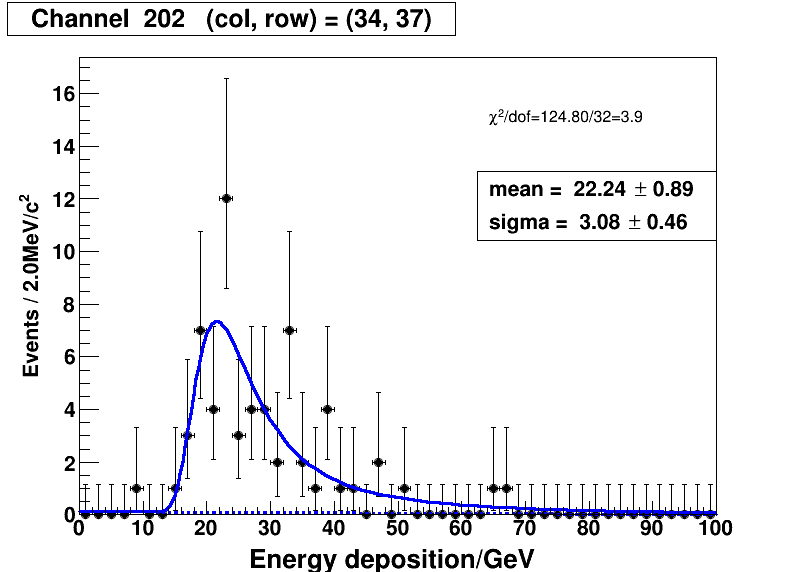 Channel 202 (col, row) = (34, 37)
χ²/dof=124.80/32=3.9
mean = 22.24 ± 0.89
sigma = 3.08 ± 0.46
Events / 2.0MeV/c²
16
14
12
10
8
6
4
2
0
0 10 20 30 40 50 60 70 80 90 100
Energy deposition/GeV